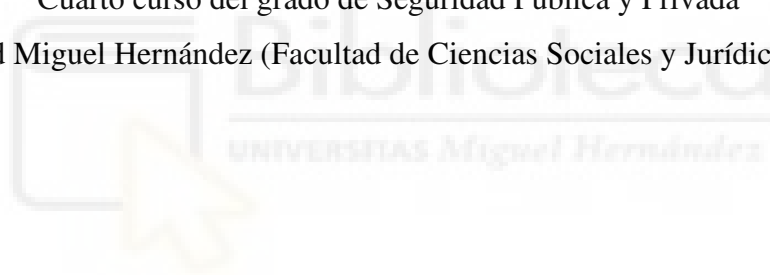 Cuarto curso del grado de Seguridad Pública y Privada
d Miguel Hernández (Facultad de Ciencias Sociales y Jurídic
Biblioteca
UNIVERSITAS Miguel Hernández